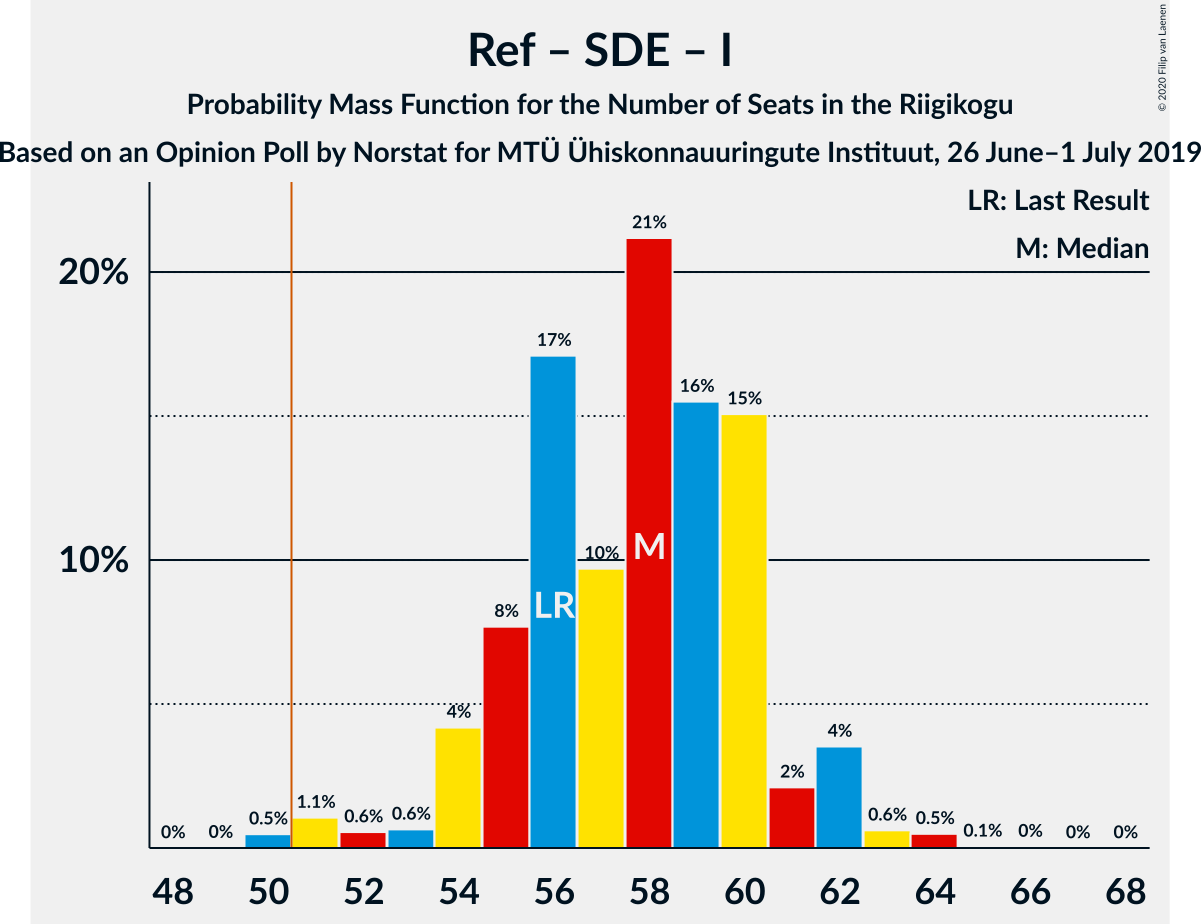 Ref – SDE – I
Probability Mass Function for the Number of Seats in the Riigikogu
Based on an Opinion Poll by Norstat for MTÜ Ühiskonnauuringute Instituut, 26 June–1 July 2019
© 2020 Filip van Laenen
LR: Last Result
M: Median
21%
20%
17%
16%
15%
10%
10%
M
LR
8%
4%
4%
2%
1.1%
0% 0% 0.5% 0.6% 0.6% 0.6% 0.5% 0.1% 0% 0% 0%
48 50 52 54 56 58 60 62 64 66 68